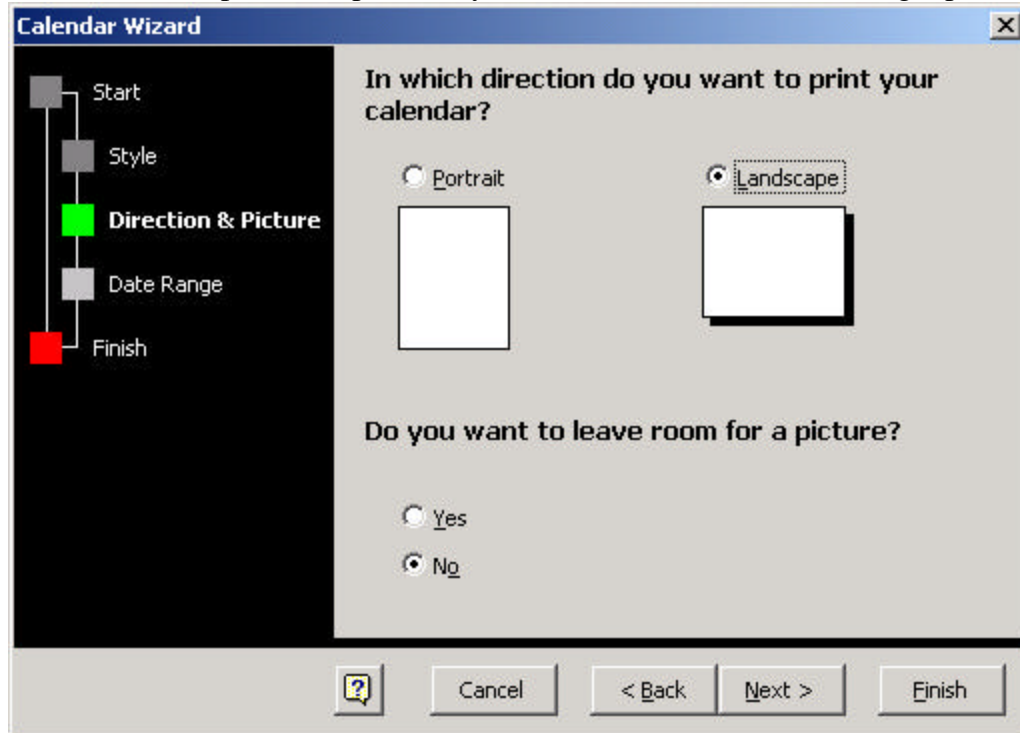 Calendar Wizard
Start
Style
Direction & Picture
Date Range
Finish
In which direction do you want to print your
calendar?
Portrait
Landscape
Do you want to leave room for a picture?
Yes
No
Cancel
< Back
Next >
Finish